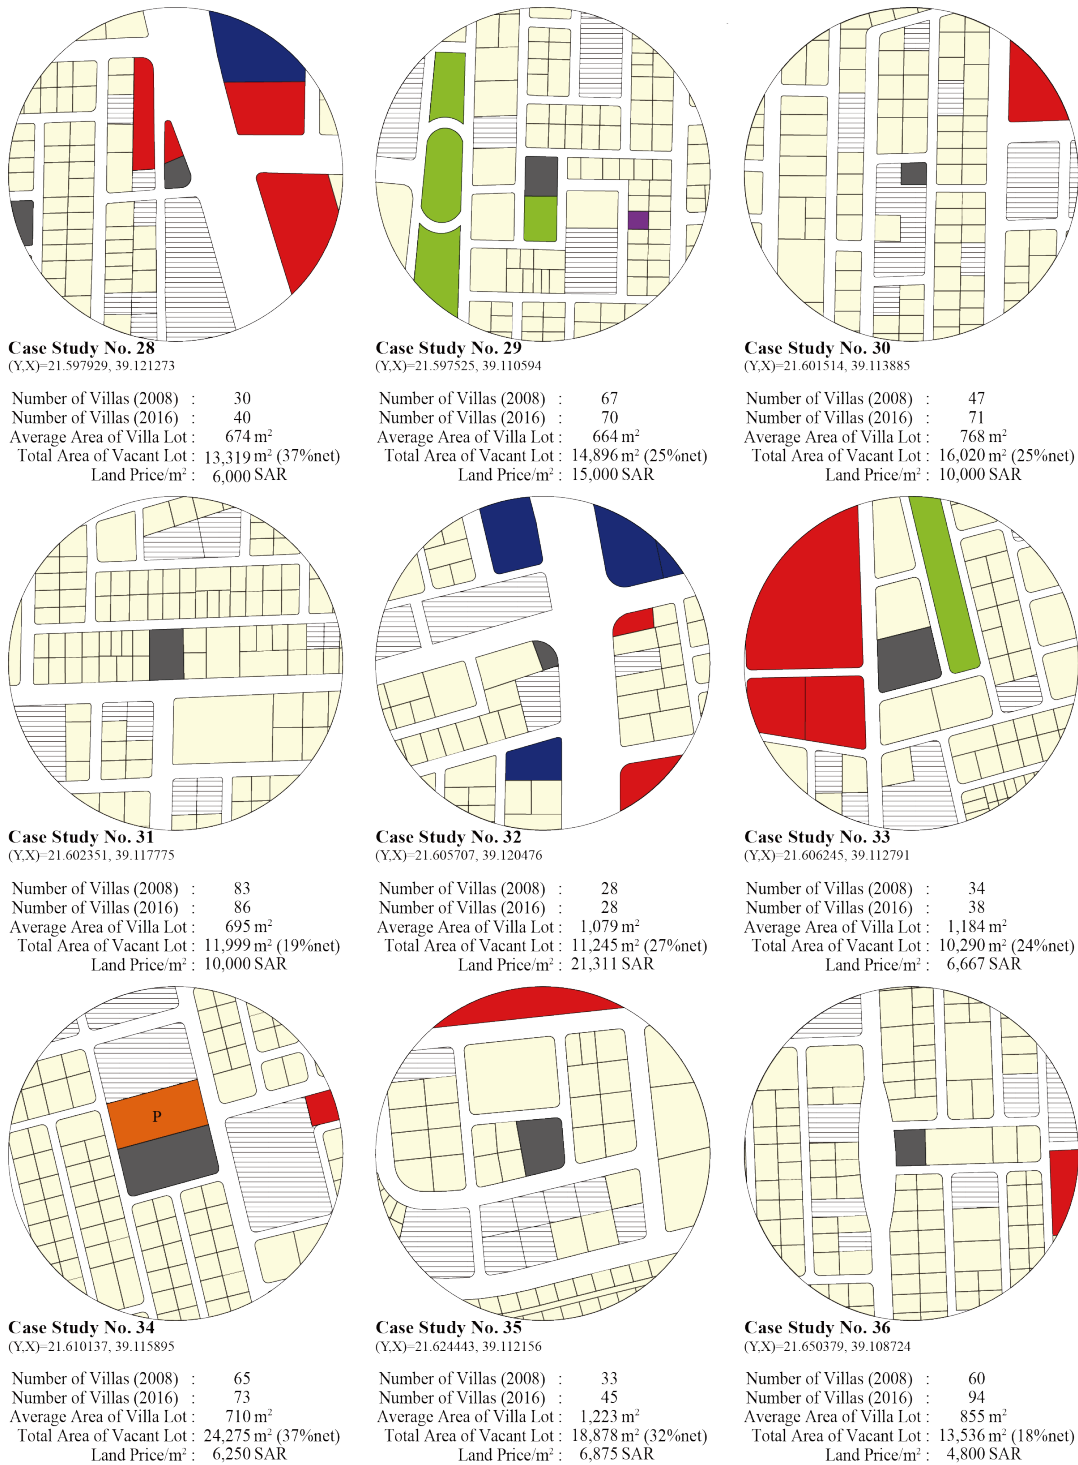 Case Study No. 28
(Y,X)=21.597929, 39.121273
Number of Villas (2008) : 30
Number of Villas (2016) : 40
Average Area of Villa Lot : 674 m²
Total Area of Vacant Lot : 13,319 m² (37%net)
Land Price/m² : 6,000 SAR
Case Study No. 29
(Y,X)=21.597525, 39.110594
Number of Villas (2008) : 67
Number of Villas (2016) : 70
Average Area of Villa Lot : 664 m²
Total Area of Vacant Lot : 14,896 m² (25%net)
Land Price/m² : 15,000 SAR
Case Study No. 30
(Y,X)=21.601514, 39.113885
Number of Villas (2008) : 47
Number of Villas (2016) : 71
Average Area of Villa Lot : 768 m²
Total Area of Vacant Lot : 16,020 m² (25%net)
Land Price/m² : 10,000 SAR
Case Study No. 31
(Y,X)=21.602351, 39.117775
Number of Villas (2008) : 83
Number of Villas (2016) : 86
Average Area of Villa Lot : 695 m²
Total Area of Vacant Lot : 11,999 m² (19%net)
Land Price/m² : 10,000 SAR
Case Study No. 32
(Y,X)=21.605707, 39.120476
Number of Villas (2008) : 28
Number of Villas (2016) : 28
Average Area of Villa Lot : 1,079 m²
Total Area of Vacant Lot : 11,245 m² (27%net)
Land Price/m² : 21,311 SAR
Case Study No. 33
(Y,X)=21.606245, 39.112791
Number of Villas (2008) : 34
Number of Villas (2016) : 38
Average Area of Villa Lot : 1,184 m²
Total Area of Vacant Lot : 10,290 m² (24%net)
Land Price/m² : 6,667 SAR
P
Case Study No. 34
(Y,X)=21.610137, 39.115895
Number of Villas (2008) : 65
Number of Villas (2016) : 73
Average Area of Villa Lot : 710 m²
Total Area of Vacant Lot : 24,275 m² (37%net)
Land Price/m² : 6,250 SAR
Case Study No. 35
(Y,X)=21.624443, 39.112156
Number of Villas (2008) : 33
Number of Villas (2016) : 45
Average Area of Villa Lot : 1,223 m²
Total Area of Vacant Lot : 18,878 m² (32%net)
Land Price/m² : 6,875 SAR
Case Study No. 36
(Y,X)=21.650379, 39.108724
Number of Villas (2008) : 60
Number of Villas (2016) : 94
Average Area of Villa Lot : 855 m²
Total Area of Vacant Lot : 13,536 m² (18%net)
Land Price/m² : 4,800 SAR